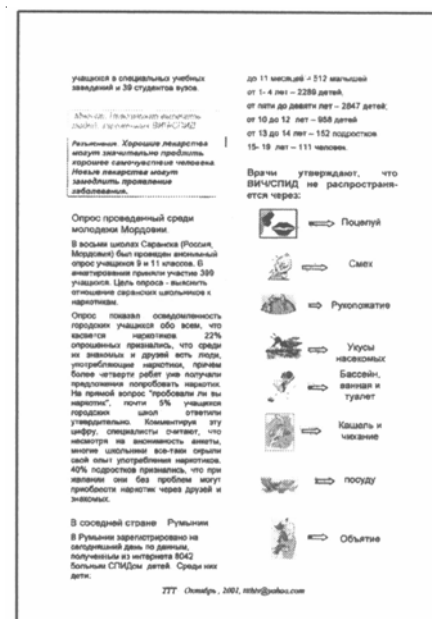 учащихся в специальных учебных
заведений и 39 студентов вузов.
людей, зараженных ВИЧ/СПИД
Разъяснения. Хорошие лекарства
могут значительно продлить
хорошее самочувствие человека.
Новые лекарства могут
замедлить проявление
заболевания.
Опрос проведенный среди
молодежи Мордовии.
В восьми школах Саранска (Россия,
Мордовия) был проведен анонимный
опрос учащихся 9 и 11 классов. В
анкетировании приняли участие 399
учащихся. Цель опроса - выяснить
отношение саранских школьников к
наркотикам.
Опрос показал осведомленность
городских учащихся обо всем, что
касается наркотиков. 22%
опрошенных признались, что среди
их знакомых и друзей есть люди,
употребляющие наркотики, причем
более четверти ребят уже получали
предложения попробовать наркотик.
На прямой вопрос "пробовали ли вы
наркотик", почти 5% учащихся
городских школ ответили
утвердительно. Комментируя эту
цифру, специалисты считают, что
несмотря на анонимность анкеты,
многие школьники все-таки скрыли
свой опыт употребления наркотиков.
40% подростков признались, что при
желании они без проблем могут
приобрести наркотик через друзей и
знакомых.
В соседней стране Румынии
В Румынии зарегистрировано на
сегодняшний день по данным,
полученным из интернета 8042
больным СПИДом детей. Среди них
дети:
до 11 месяцев - 512 малышей
от 1- 4 лет – 2289 детей,
от пяти до девяти лет – 2847 детей;
от 10 до 12 лет – 958 детей
от 13 до 14 лет – 152 подростков
15- 19 лет – 111 человек.
Врачи утверждают, что
ВИЧ/СПИД не распространя-
ется через:
Поцелуй
Смех
Рукопожатие
Укусы
насекомых
Бассейн,
ванная и
туалет
Кашель и
чихание
посуду
Объятие
ТТТ Октябрь, 2001, ttthiv@yahoo.com